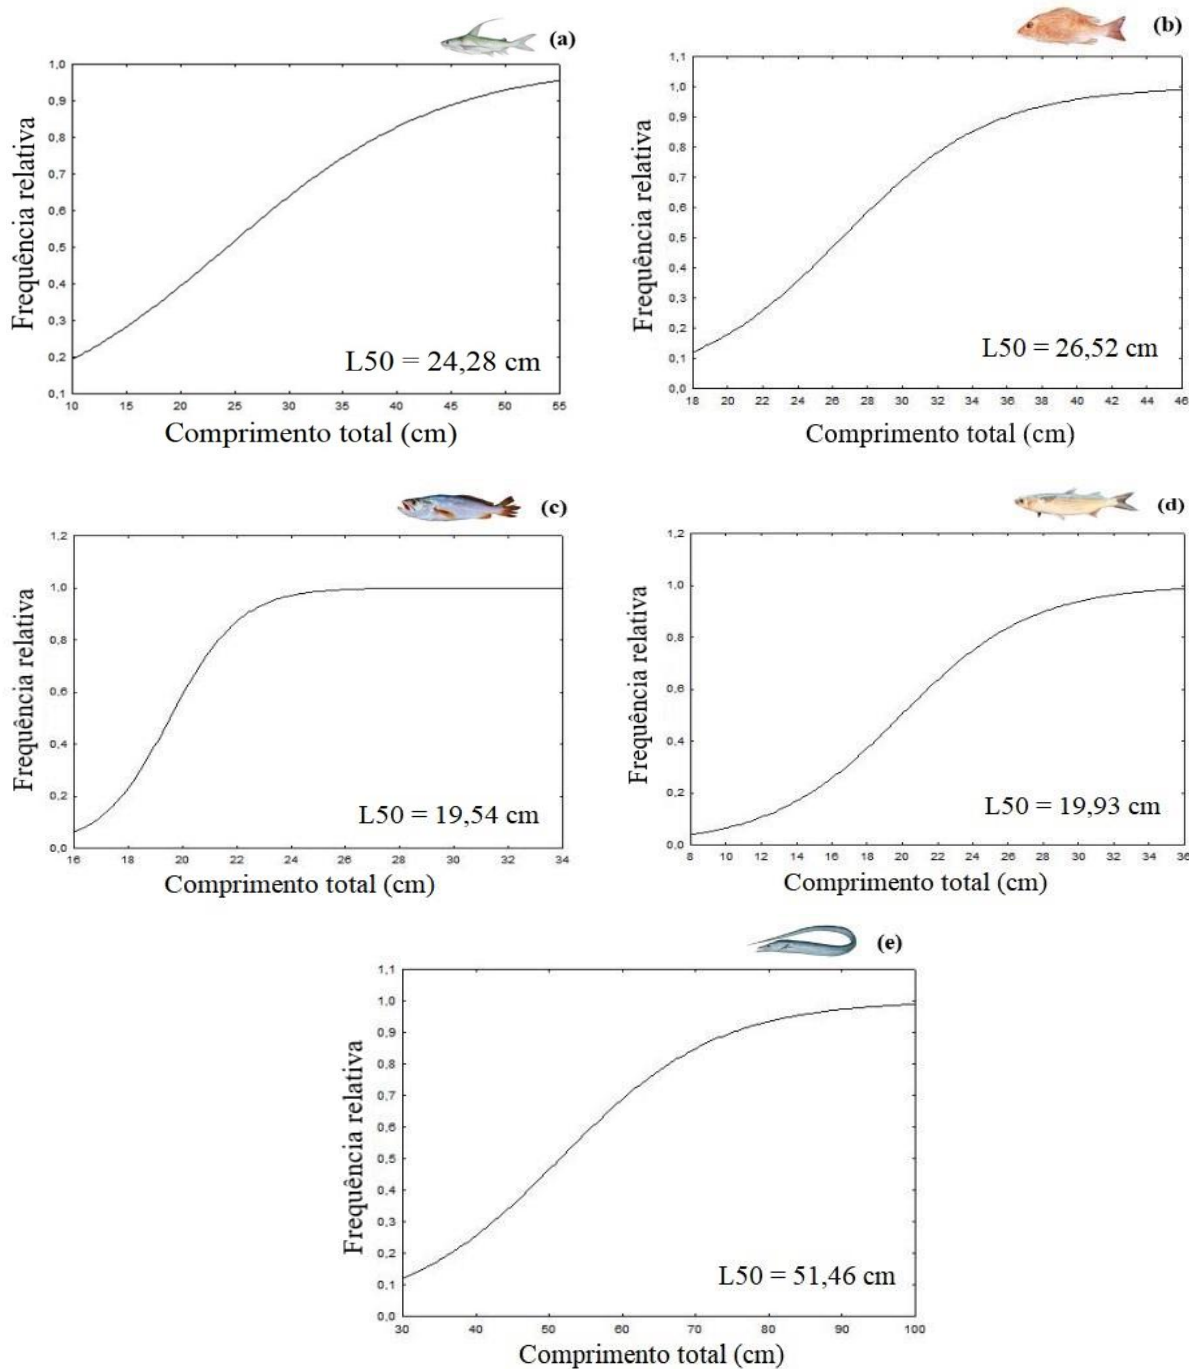 (a)
1,0
0,9
0,8
0,7
0,6
0,5
0,4
0,3
0,2
0,1
Frequência relativa
L50 = 24,28 cm
10 15 20 25 30 35 40 45 50 55
Comprimento total (cm)
(b)
1,1
1,0
0,9
0,8
0,7
0,6
0,5
0,4
0,3
0,2
0,1
0,0
Frequência relativa
L50 = 26,52 cm
18 20 22 24 26 28 30 32 34 36 38 40 42 44 46
Comprimento total (cm)
(c)
1,2
1,0
0,8
0,6
0,4
0,2
0,0
Frequência relativa
L50 = 19,54 cm
16 18 20 22 24 26 28 30 32 34
Comprimento total (cm)
(d)
1,2
1,0
0,8
0,6
0,4
0,2
0,0
Frequência relativa
L50 = 19,93 cm
8 10 12 14 16 18 20 22 24 26 28 30 32 34 36
Comprimento total (cm)
(e)
1,1
1,0
0,9
0,8
0,7
0,6
0,5
0,4
0,3
0,2
0,1
0,0
Frequência relativa
L50 = 51,46 cm
30 40 50 60 70 80 90 100
Comprimento total (cm)